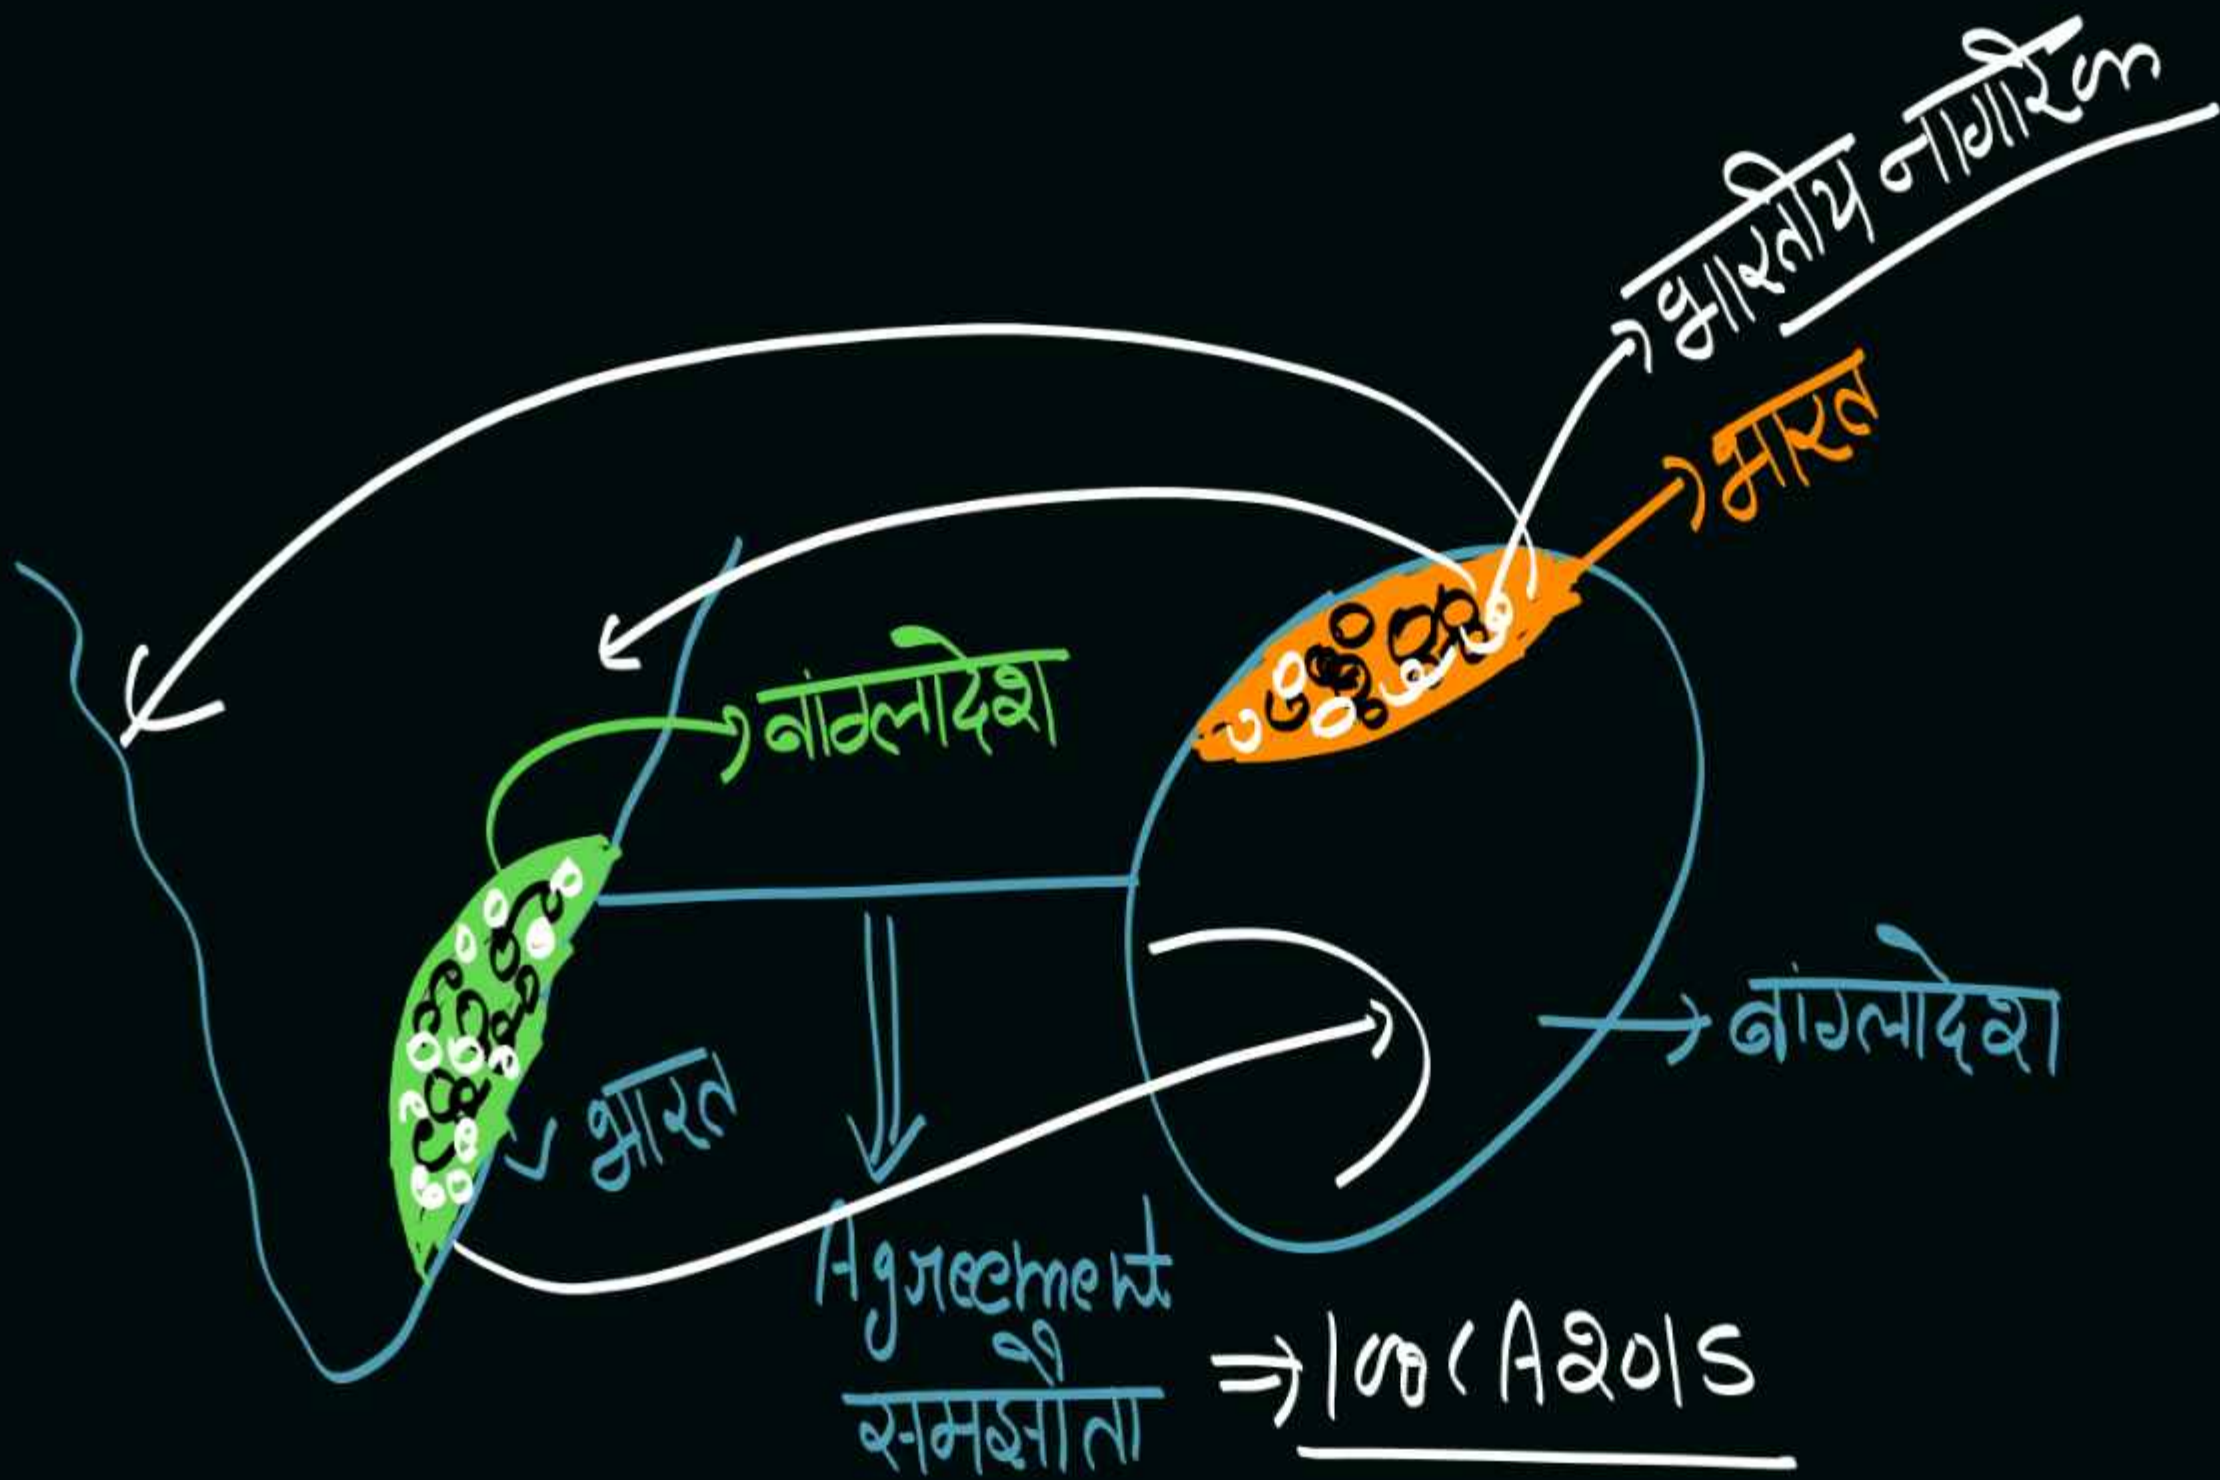 भारतीय नागरिक
भारत
बांग्लादेश
बांग्लादेश
भारत
Agreement
समझौता
⇒ 100 CA 2015